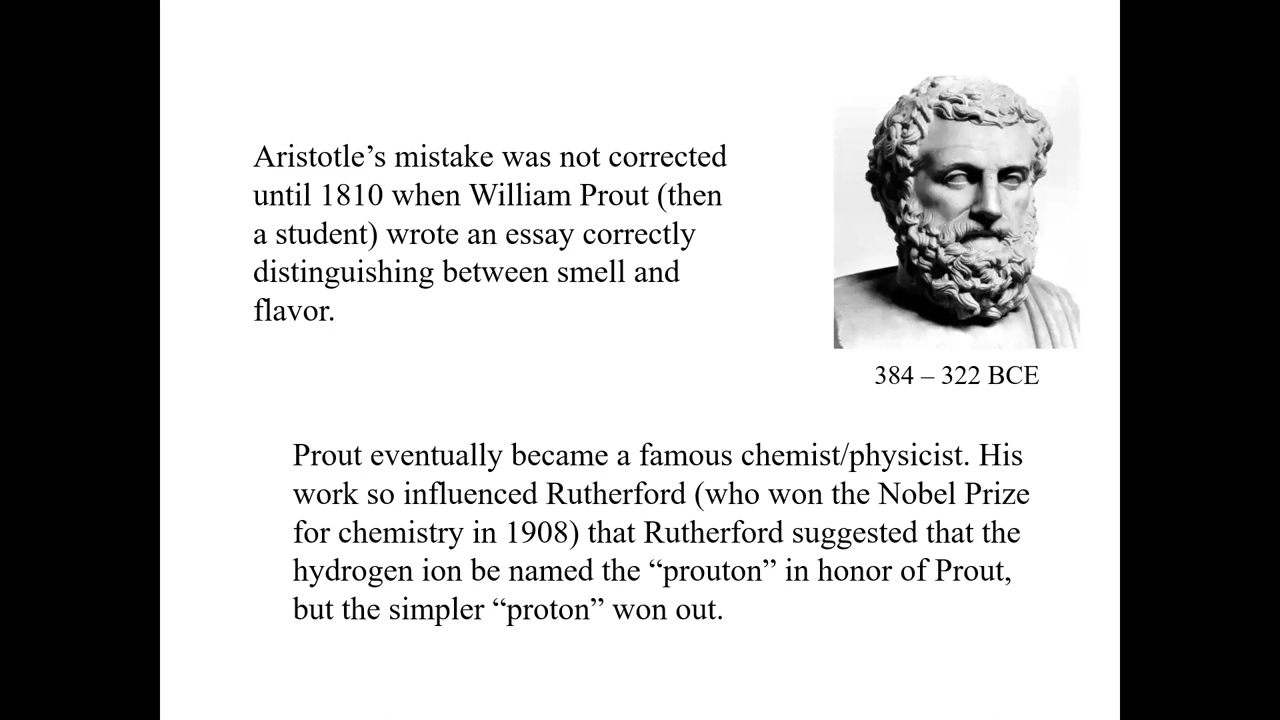 Aristotle’s mistake was not corrected
until 1810 when William Prout (then
a student) wrote an essay correctly
distinguishing between smell and
flavor.
384 – 322 BCE
Prout eventually became a famous chemist/physicist. His
work so influenced Rutherford (who won the Nobel Prize
for chemistry in 1908) that Rutherford suggested that the
hydrogen ion be named the “prouton” in honor of Prout,
but the simpler “proton” won out.